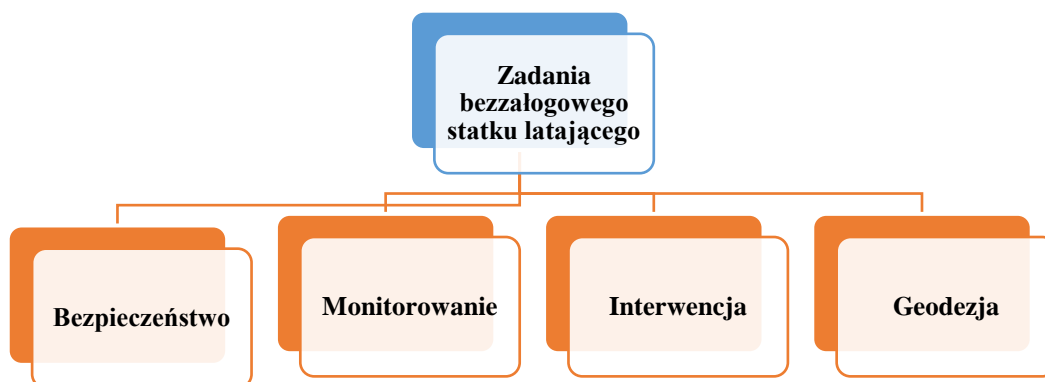 Zadania
bezzałogowego
statku latającego
Bezpieczeństwo
Monitorowanie
Interwencja
Geodezja